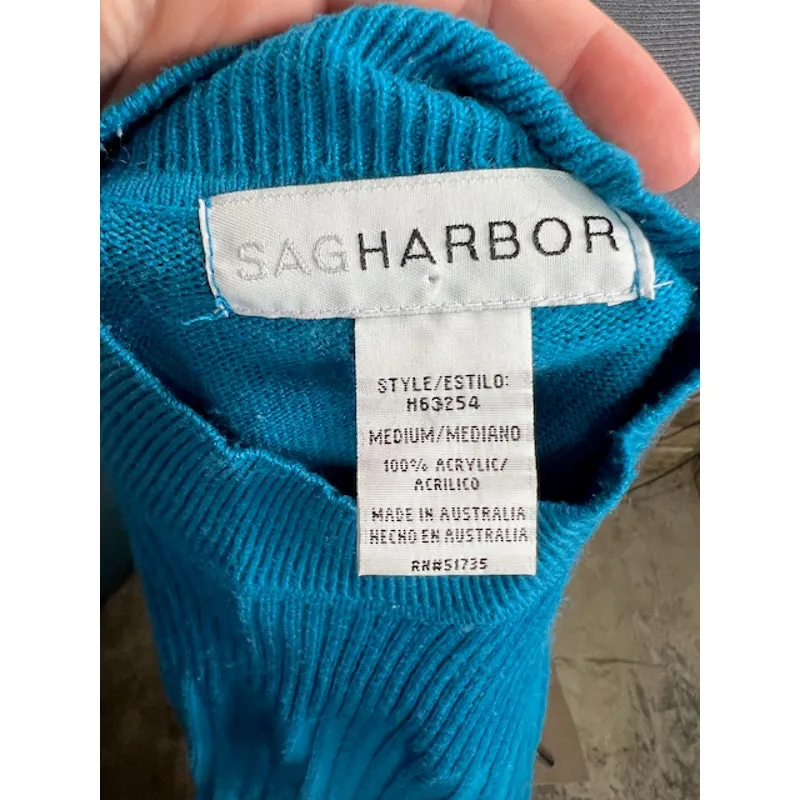 SAGHARBOR
STYLE/ESTILO:
H63254
MEDIUM/MEDIANO
100% ACRYLIC/
ACRILICO
MADE IN AUSTRALIA
HECHO EN AUSTRALIA
RN#51735